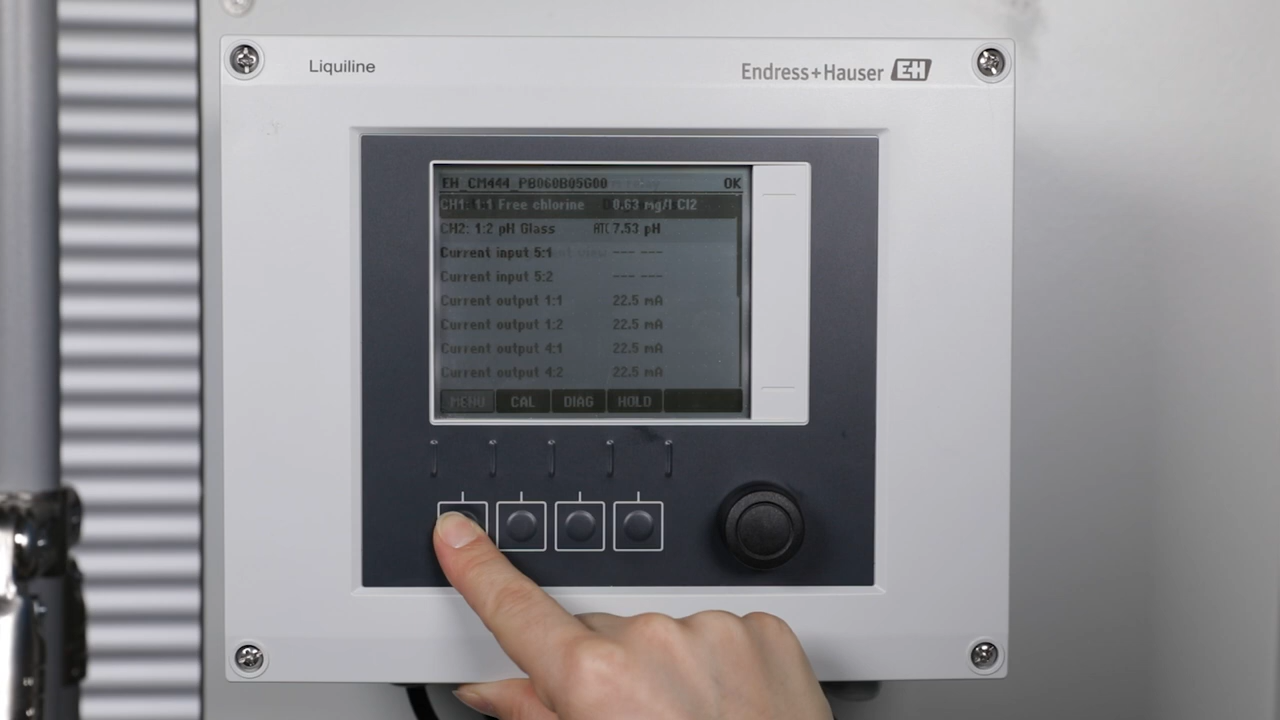 Liquiline
Endress+Hauser EH
EH_CM444_PB060B05G00 OK
CH1: 1:1 Free chlorine 0.63 mg/l Cl2
CH2: 1:2 pH Glass ATC 7.53 pH
Current input 5:1 --- ---
Current input 5:2 --- ---
Current output 1:1 22.5 mA
Current output 1:2 22.5 mA
Current output 4:1 22.5 mA
Current output 4:2 22.5 mA
MENU CAL DIAG HOLD